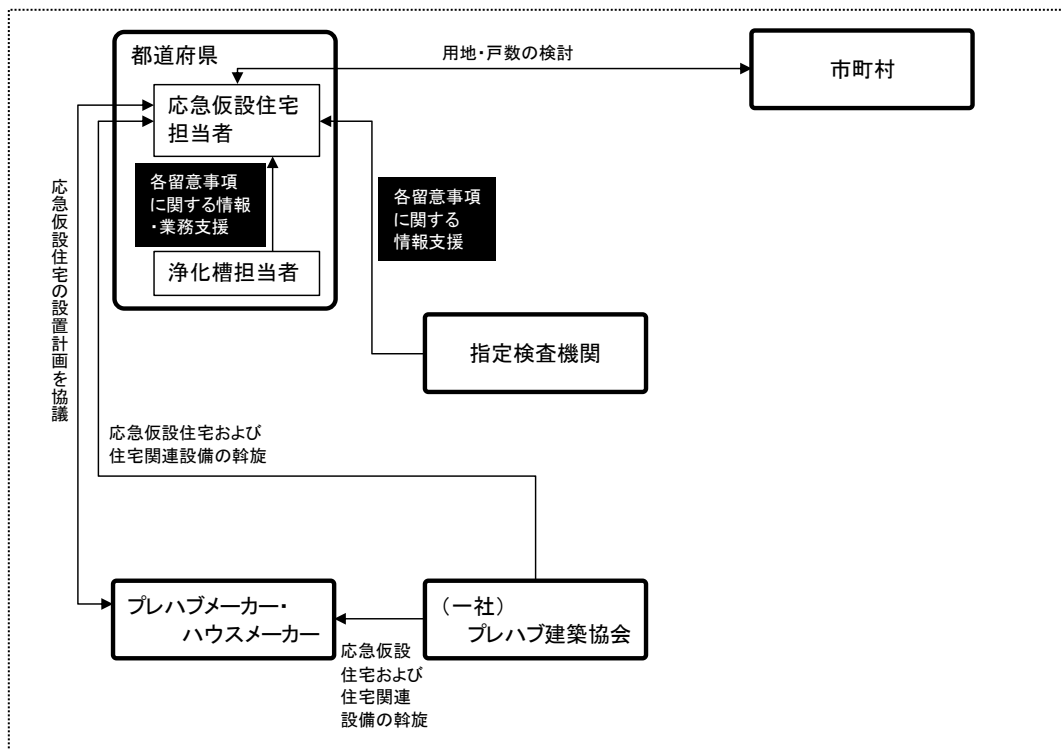 都道府県
用地・戸数の検討
市町村
応急仮設住宅
担当者
各留意事項
に関する情報
・業務支援
各留意事項
に関する
情報支援
浄化槽担当者
応急仮設住宅の設置計画を協議
指定検査機関
応急仮設住宅および
住宅関連設備の斡旋
プレハブメーカー・
ハウスメーカー
（一社）
プレハブ建築協会
応急仮設
住宅および
住宅関連
設備の斡旋